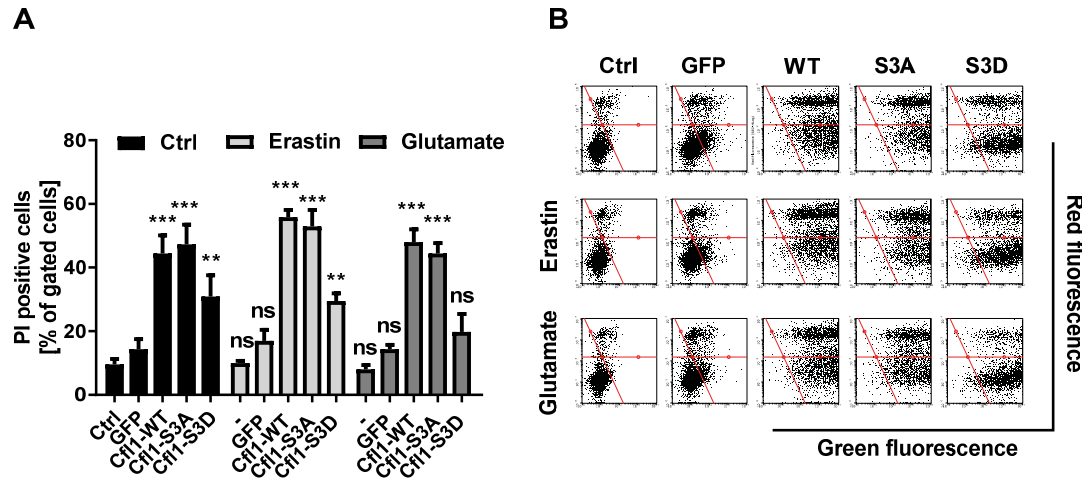 A
80
60
40
20
0
PI positive cells
[% of gated cells]
Ctrl
Erastin
Glutamate
***
***
**
ns
ns
***
***
**
ns
ns
***
***
ns
Ctrl
GFP
Cfl1-WT
Cfl1-S3A
Cfl1-S3D
-
GFP
Cfl1-WT
Cfl1-S3A
Cfl1-S3D
-
GFP
Cfl1-WT
Cfl1-S3A
Cfl1-S3D
B
Ctrl
GFP
WT
S3A
S3D
Erastin
Glutamate
Red fluorescence
Green fluorescence